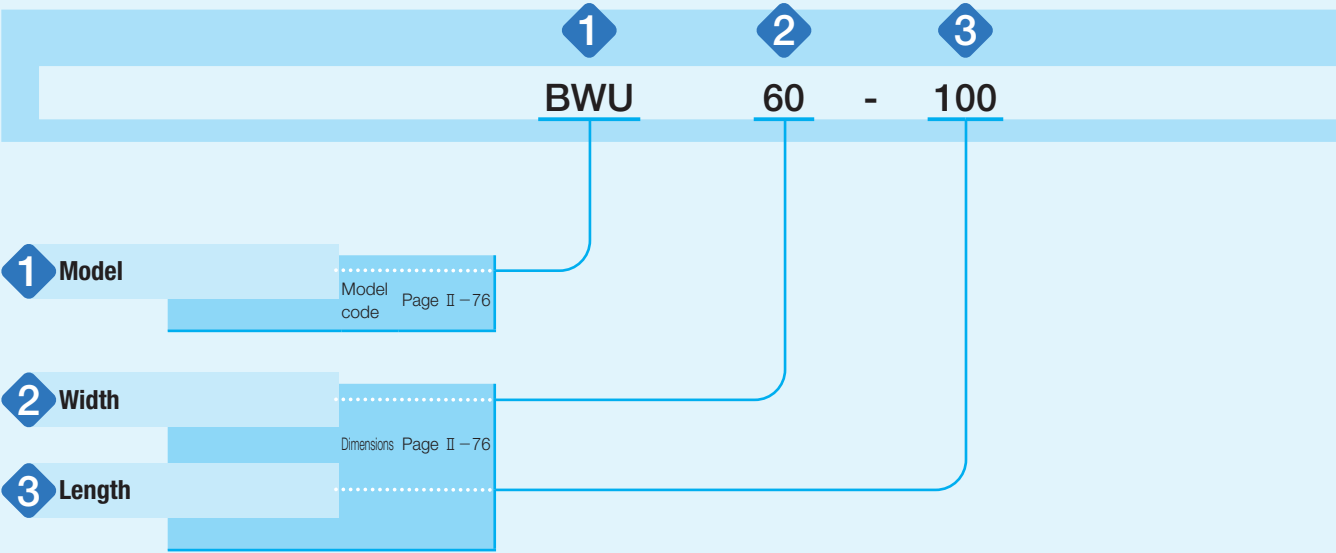 1 2 3
BWU 60 - 100
1 Model
Model code Page Ⅱ-76
2 Width
Dimensions Page Ⅱ-76
3 Length